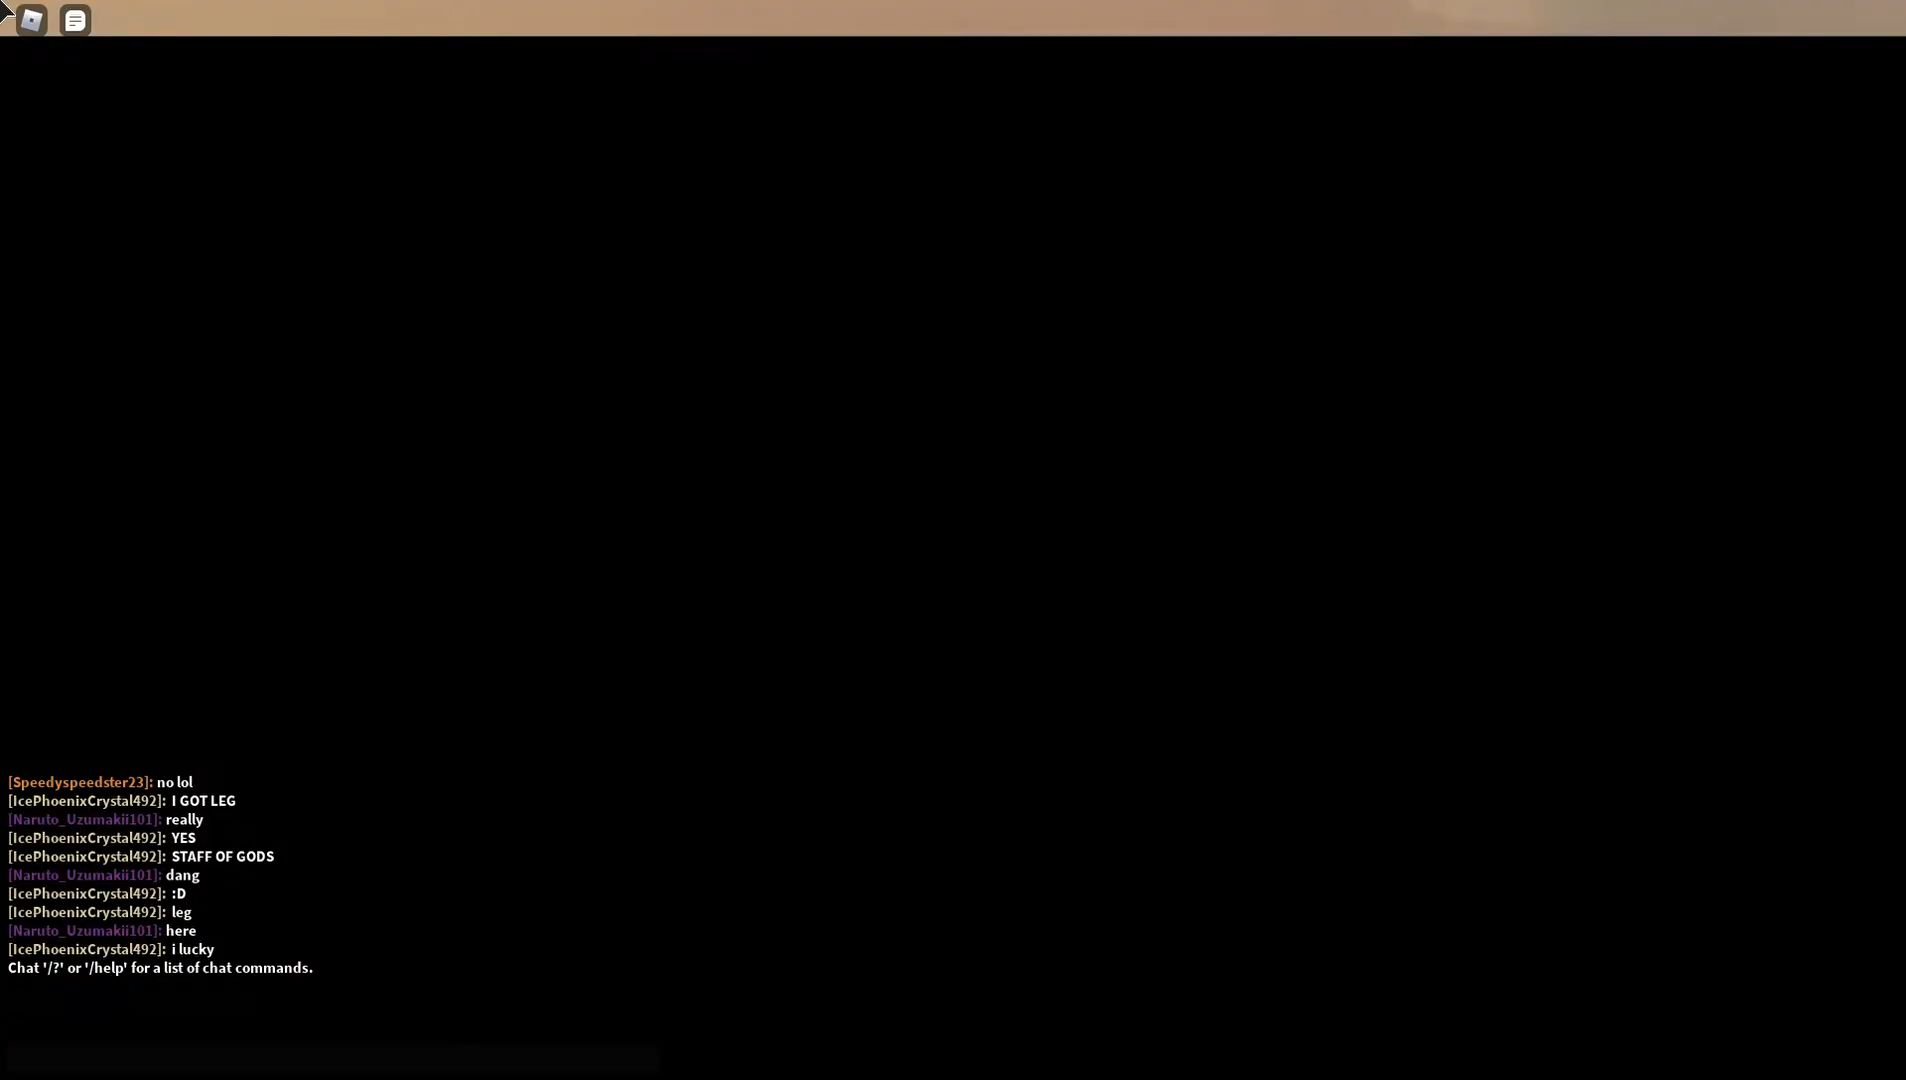 [Speedyspeedster23]: no lol
[IcePhoenixCrystal492]: I GOT LEG
[Naruto_Uzumakii101]: really
[IcePhoenixCrystal492]: YES
[IcePhoenixCrystal492]: STAFF OF GODS
[Naruto_Uzumakii101]: dang
[IcePhoenixCrystal492]: :D
[IcePhoenixCrystal492]: leg
[Naruto_Uzumakii101]: here
[IcePhoenixCrystal492]: i lucky
Chat '/?' or '/help' for a list of chat commands.